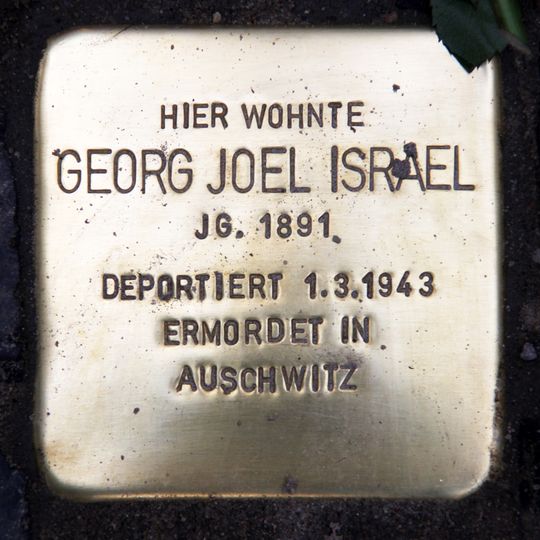 HIER WOHNTE
GEORG JOEL ISRAEL
JG. 1891
DEPORTIERT 1.3.1943
ERMORDET IN
AUSCHWITZ